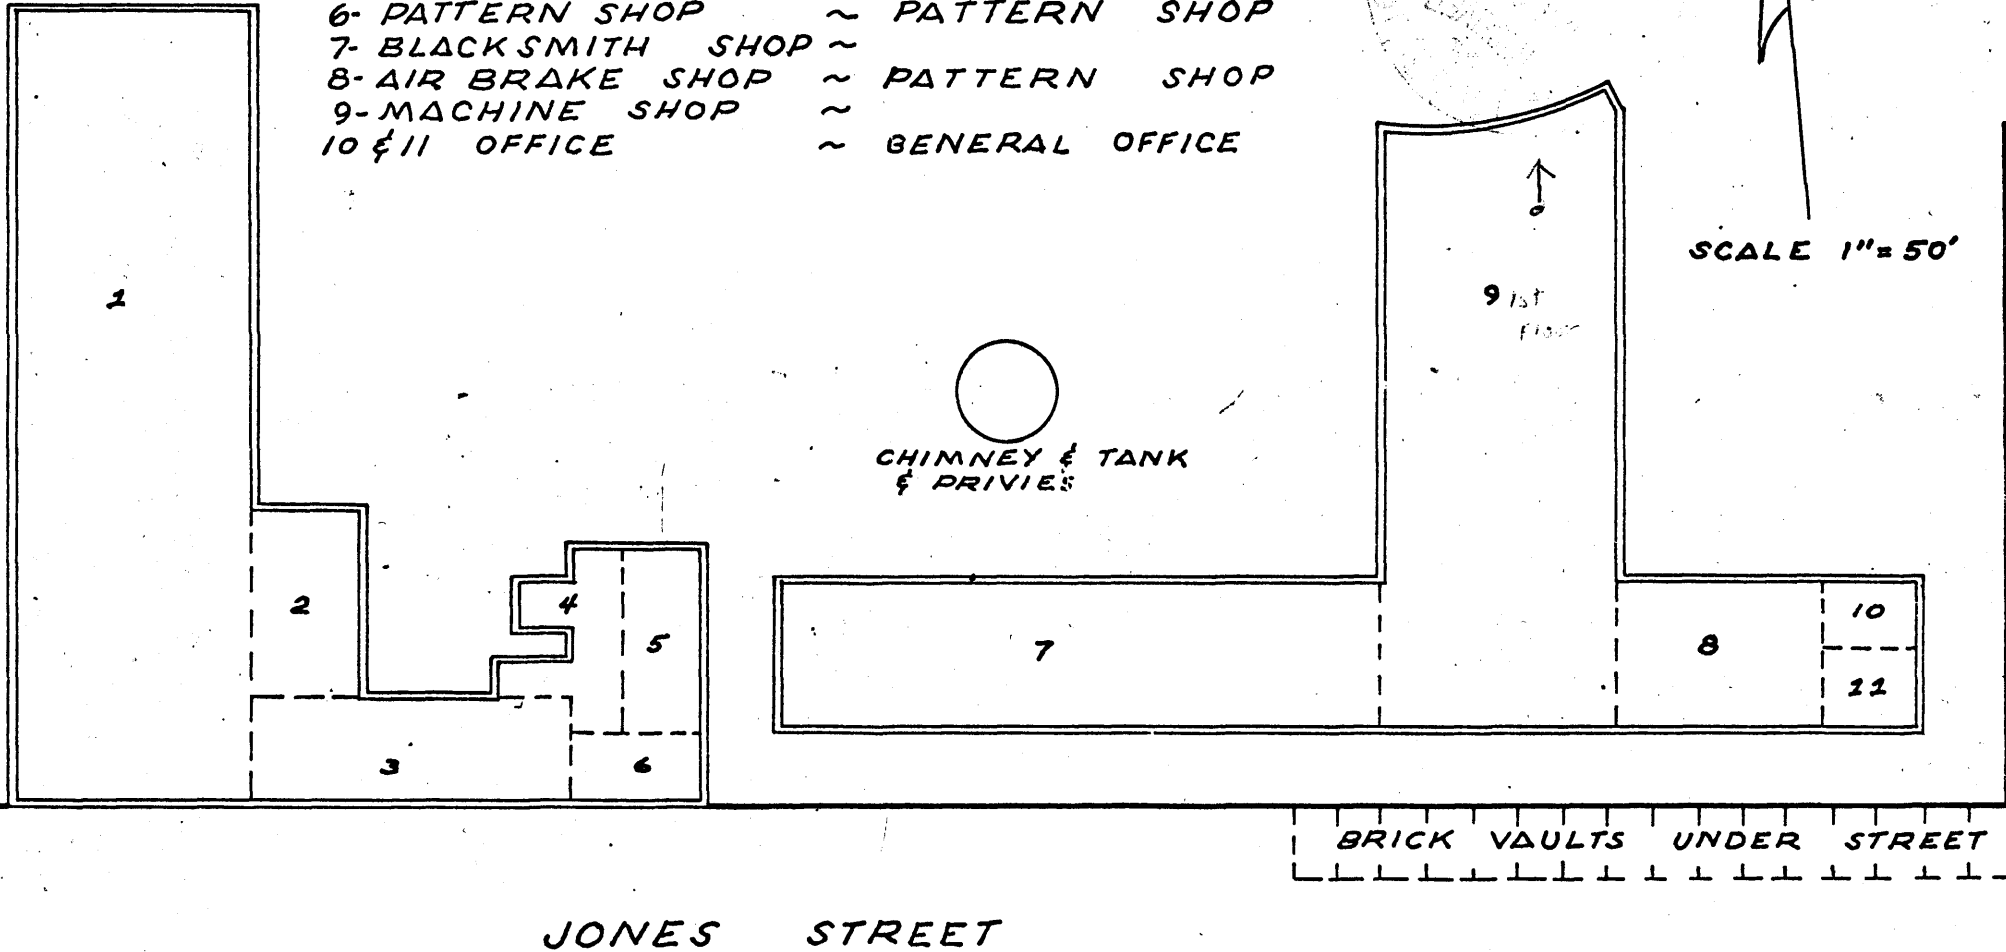 6- PATTERN SHOP ~ PATTERN SHOP
7- BLACKSMITH SHOP ~
8- AIR BRAKE SHOP ~ PATTERN SHOP
9- MACHINE SHOP ~
10 & 11 OFFICE ~ GENERAL OFFICE
SCALE 1" = 50'
1
9 1st
Floor
CHIMNEY & TANK
& PRIVIES
2
4
5
7
8
10
11
3
6
BRICK VAULTS UNDER STREET
JONES STREET